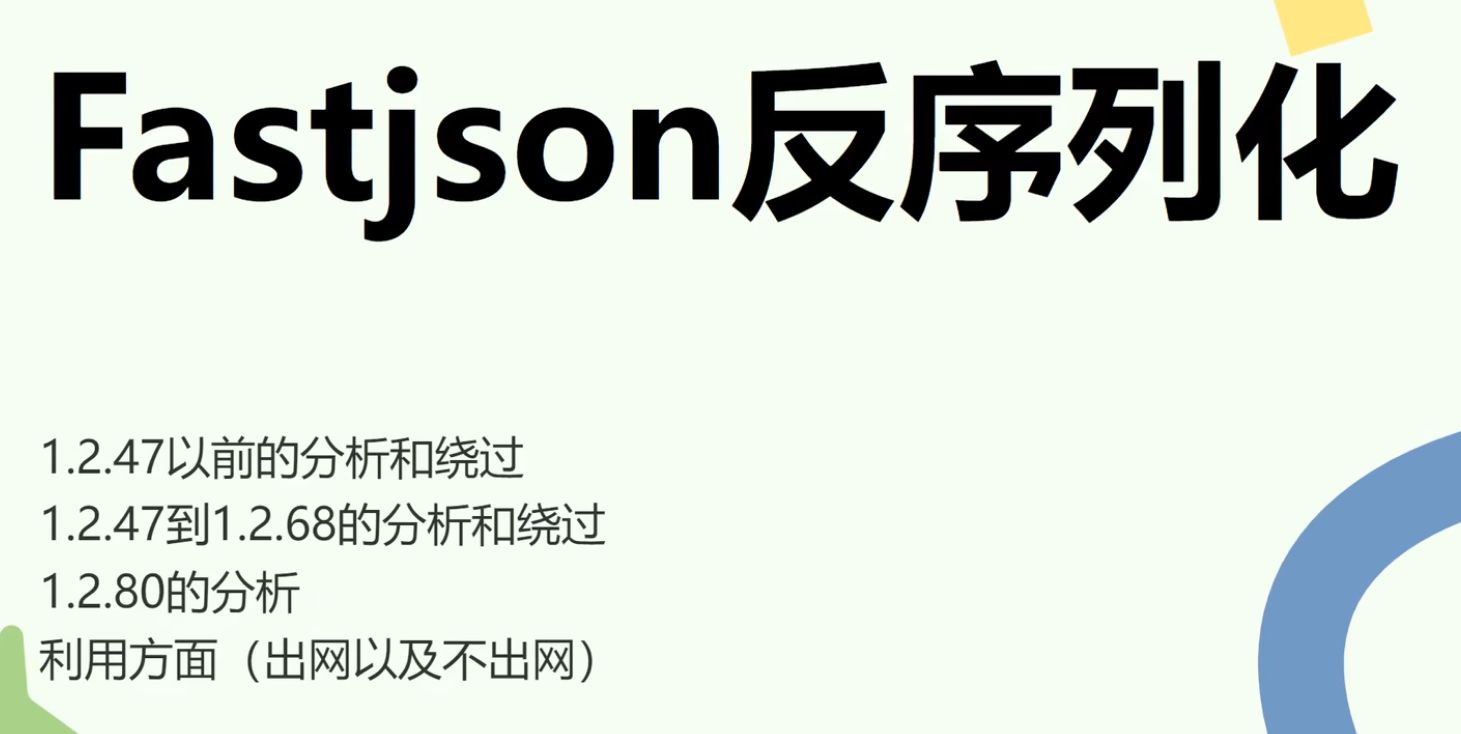 Fastjson反序列化
1.2.47以前的分析和绕过
1.2.47到1.2.68的分析和绕过
1.2.80的分析
利用方面（出网以及不出网）